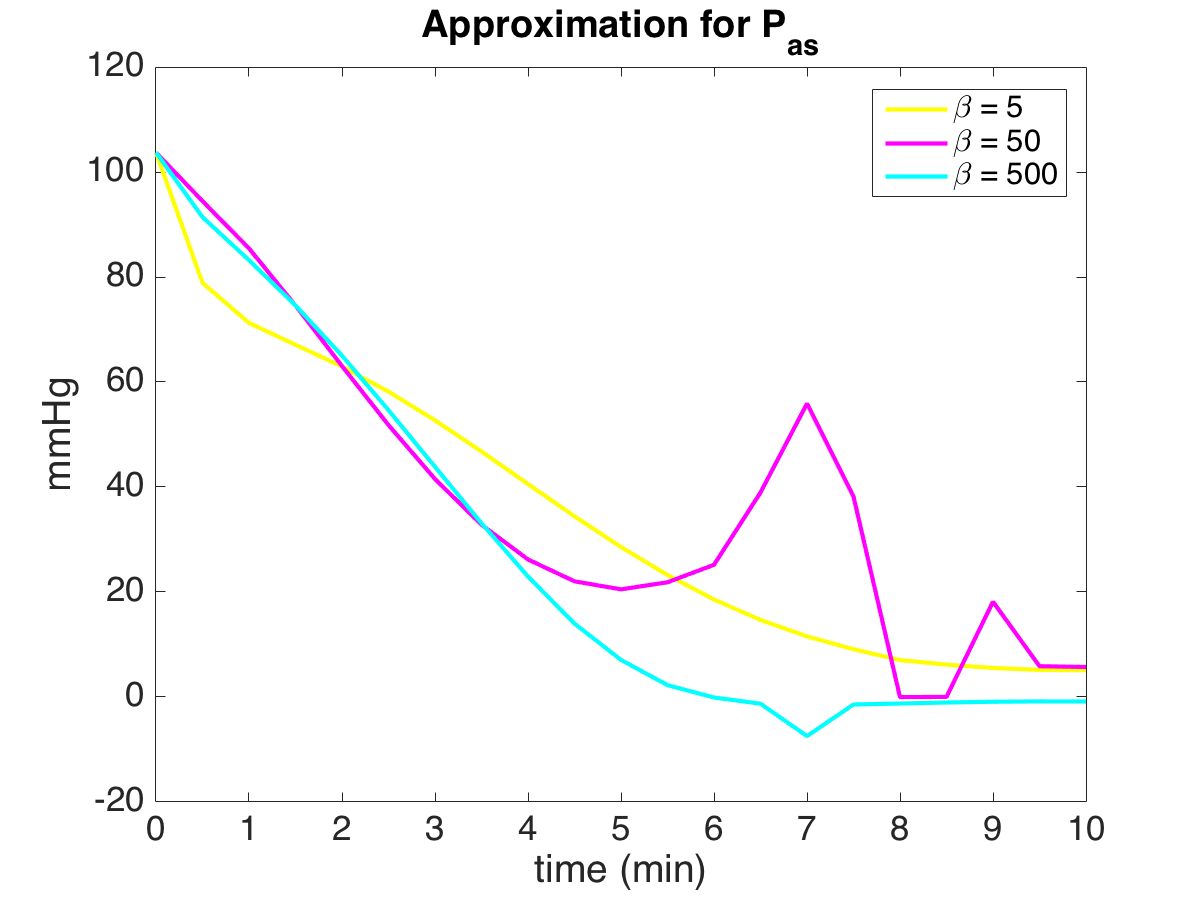 Approximation for P_as
120
100
80
60
40
20
0
-20
mmHg
β = 5
β = 50
β = 500
0 1 2 3 4 5 6 7 8 9 10
time (min)